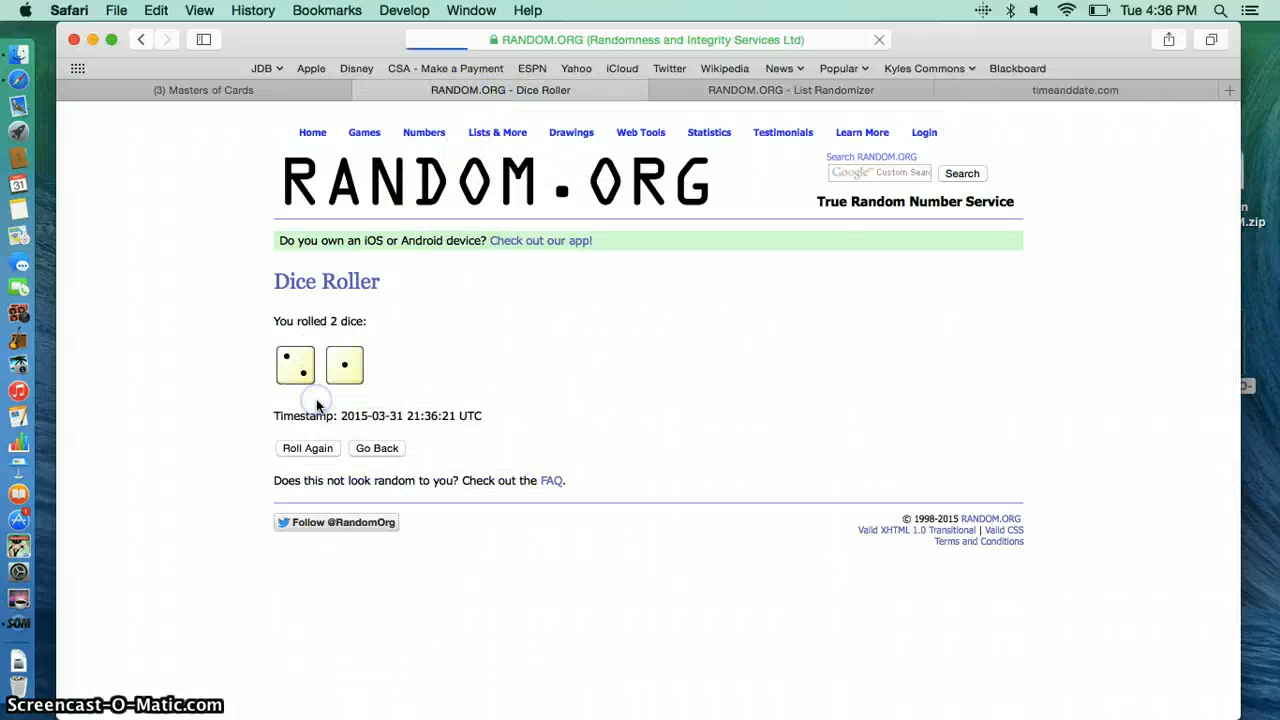 Safari File Edit View History Bookmarks Develop Window Help Tue 4:36 PM
RANDOM.ORG (Randomness and Integrity Services Ltd)
JDB Apple Disney CSA - Make a Payment ESPN Yahoo iCloud Twitter Wikipedia News Popular Kyles Commons Blackboard
(3) Masters of Cards RANDOM.ORG - Dice Roller RANDOM.ORG - List Randomizer timeanddate.com
Home Games Numbers Lists & More Drawings Web Tools Statistics Testimonials Learn More Login
Search RANDOM.ORG
Google™ Custom Sear Search
RANDOM.ORG
True Random Number Service
Do you own an iOS or Android device? Check out our app!
Dice Roller
You rolled 2 dice:
Timestamp: 2015-03-31 21:36:21 UTC
Roll Again Go Back
Does this not look random to you? Check out the FAQ.
Follow @RandomOrg
© 1998-2015 RANDOM.ORG
Valid XHTML 1.0 Transitional | Valid CSS
Terms and Conditions
31
SOM
M.zip
Screencast-O-Matic.com